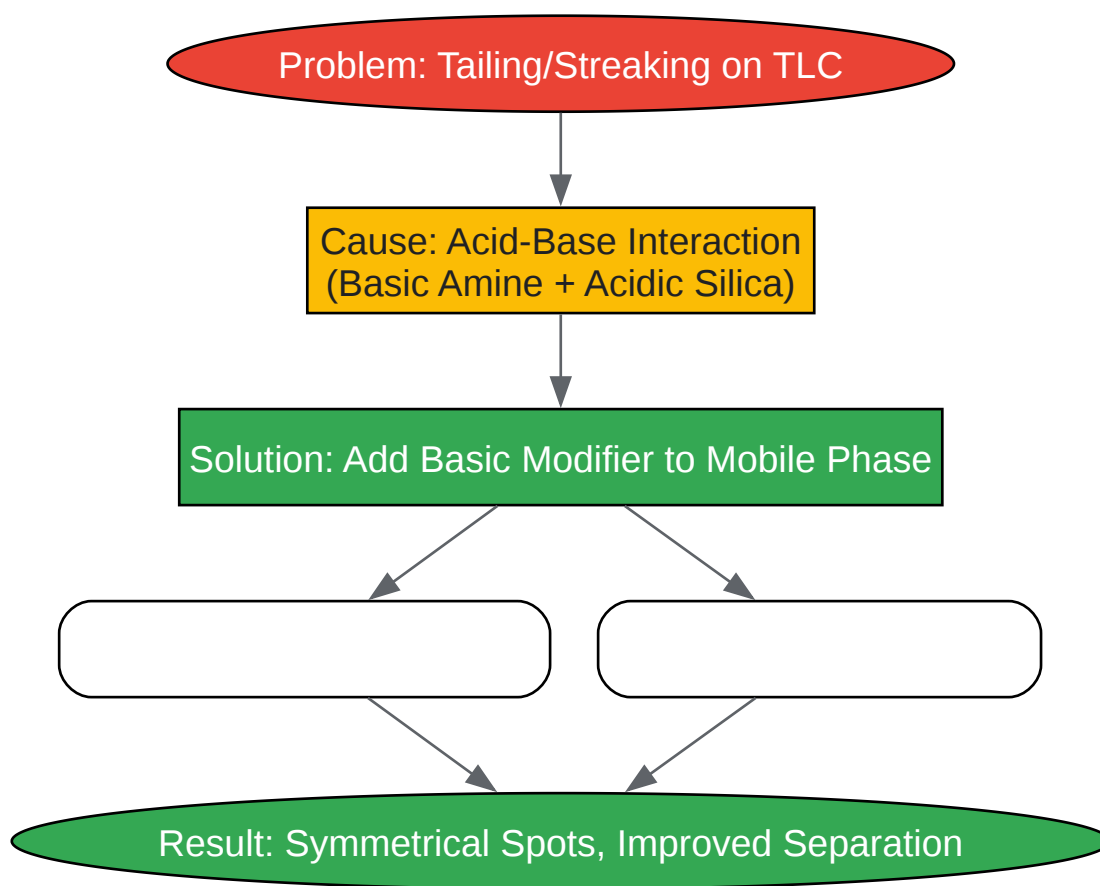 Problem: Tailing/Streaking on TLC
Cause: Acid-Base Interaction
(Basic Amine + Acidic Silica)
Solution: Add Basic Modifier to Mobile Phase
Result: Symmetrical Spots, Improved Separation